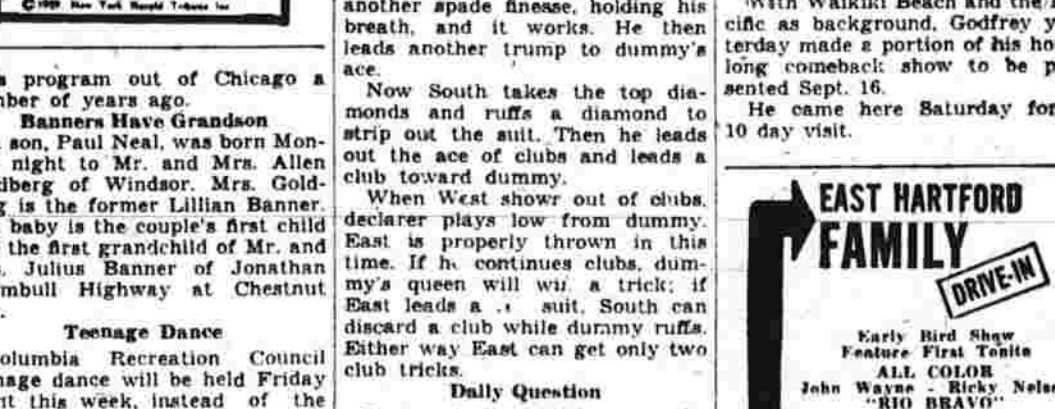 ©1959 New York Herald Tribune Inc
program out of Chicago a
ber of years ago.
Banners Have Grandson
son, Paul Neal, was born Mon-
night to Mr. and Mrs. Allen
berg of Windsor. Mrs. Gold-
is the former Lillian Banner.
baby is the couple's first child
the first grandchild of Mr. and
Julius Banner of Jonathan
mbull Highway at Chestnut
Teenage Dance
olumbia Recreation Council
nage dance will be held Friday
this week, instead of the
another spade finesse, holding his
breath, and it works. He then
leads another trump to dummy's
ace.
Now South takes the top dia-
monds and ruffs a diamond to
strip out the suit. Then he leads
out the ace of clubs and leads a
club toward dummy.
When West shows out of clubs,
declarer plays low from dummy.
East is properly thrown in this
time. If he continues clubs, dum-
my's queen will win a trick; if
East leads a suit, South can
discard a club while dummy ruffs.
Either way East can get only two
club tricks.
Daily Question
With Waikiki Beach and the
cific as background, Godfrey y
terday made a portion of his ho
long comeback show to be p
sented Sept. 16.
He came here Saturday for
10 day visit.
EAST HARTFORD
FAMILY
DRIVE-IN
Early Bird Show
Feature First Tonite
ALL COLOR
John Wayne - Ricky Nels
"RIO BRAVO"